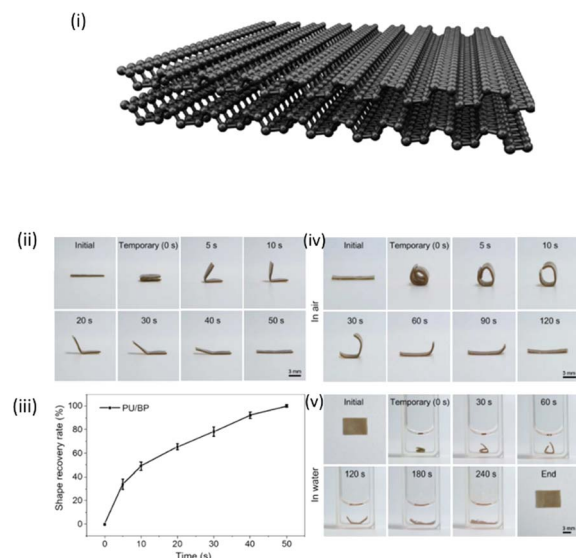 (i)
(ii)
Initial Temporary (0 s) 5 s 10 s
20 s 30 s 40 s 50 s
3 mm
(iv)
Initial Temporary (0 s) 5 s 10 s
In air
30 s 60 s 90 s 120 s
3 mm
(iii)
PU/BP
Shape recovery rate (%)
100
80
60
40
20
0
0 10 20 30 40 50
Time (s)
(v)
Initial Temporary (0 s) 30 s 60 s
In water
120 s 180 s 240 s End
3 mm